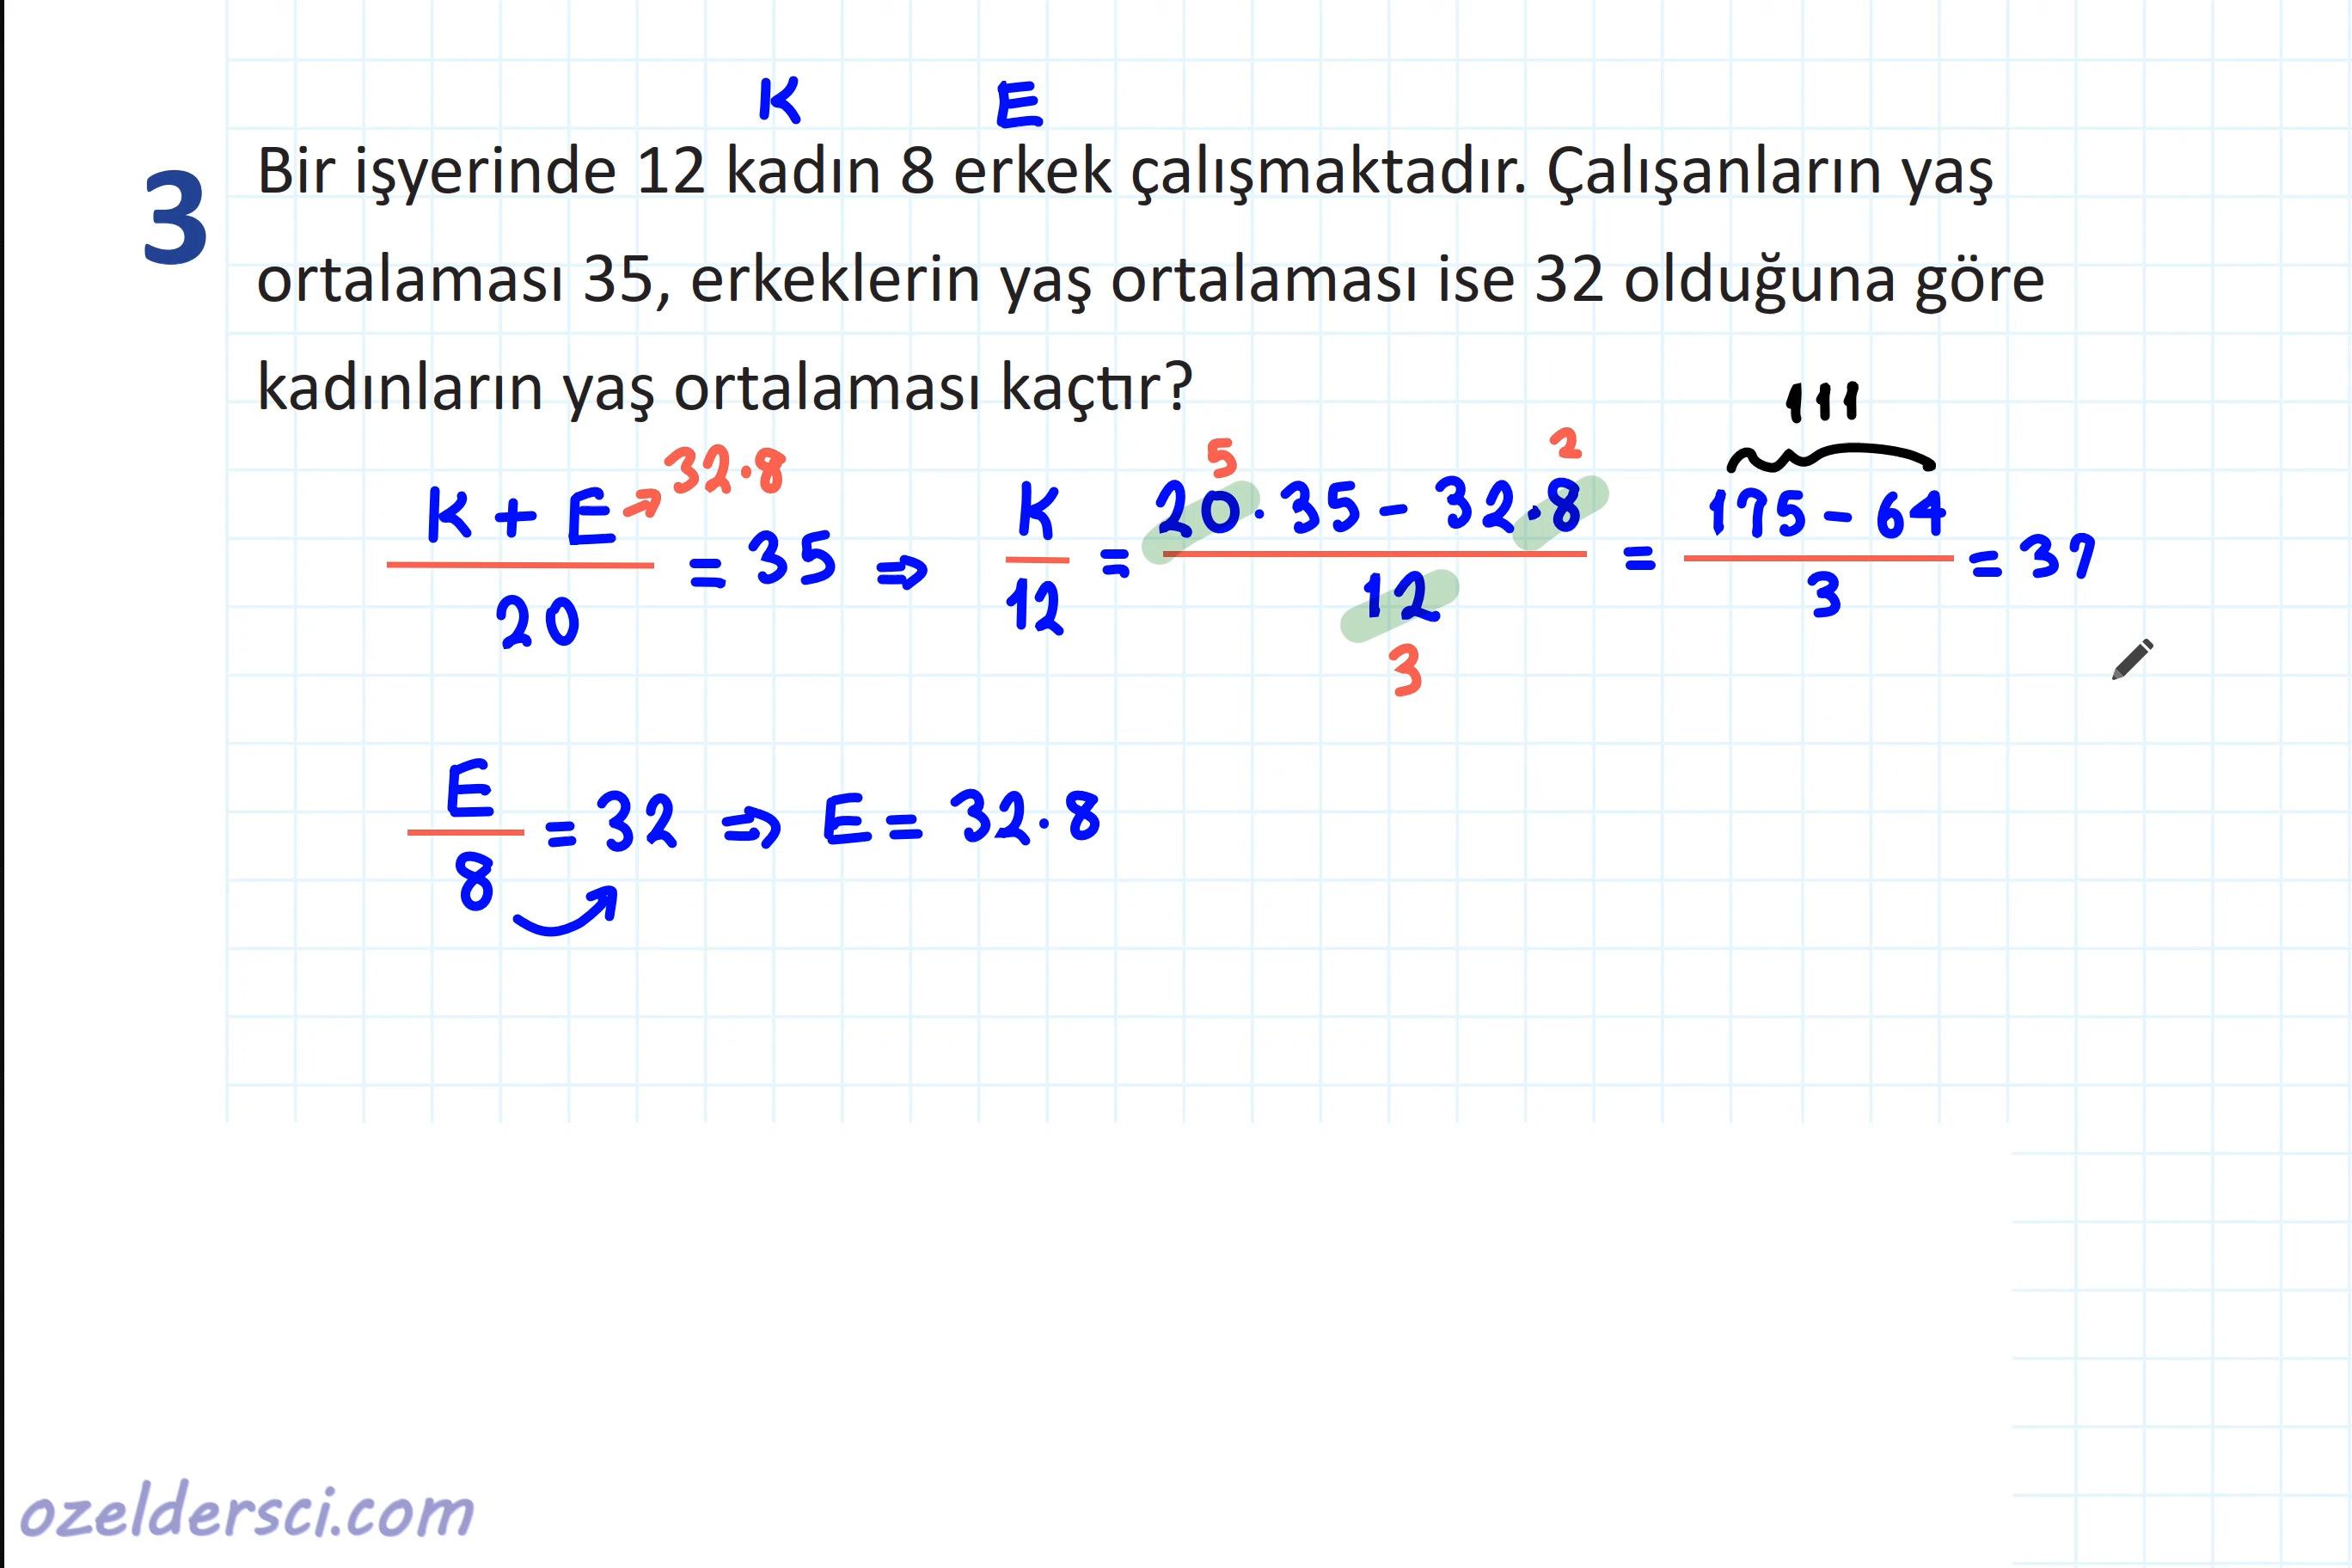 K E
3
Bir işyerinde 12 kadın 8 erkek çalışmaktadır. Çalışanların yaş
ortalaması 35, erkeklerin yaş ortalaması ise 32 olduğuna göre
kadınların yaş ortalaması kaçtır?
111
32.8 5 2
K + E → = 35 ⇒ K = 20.35 - 32.8 = 175 - 64 = 37
20 12 12 3
3
E = 32 ⇒ E = 32.8
8
ozeldersci.com